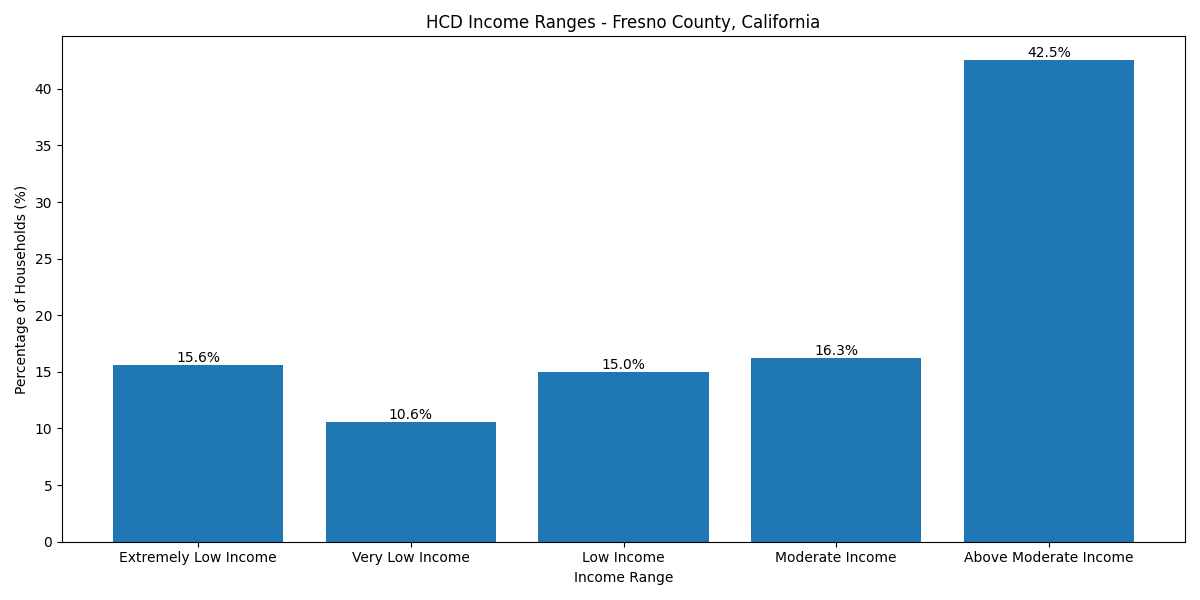 HCD Income Ranges - Fresno County, California
42.5%
40
35
30
25
20
15
10
5
0
Percentage of Households (%)
15.6%
10.6%
15.0%
16.3%
Extremely Low Income
Very Low Income
Low Income
Moderate Income
Above Moderate Income
Income Range